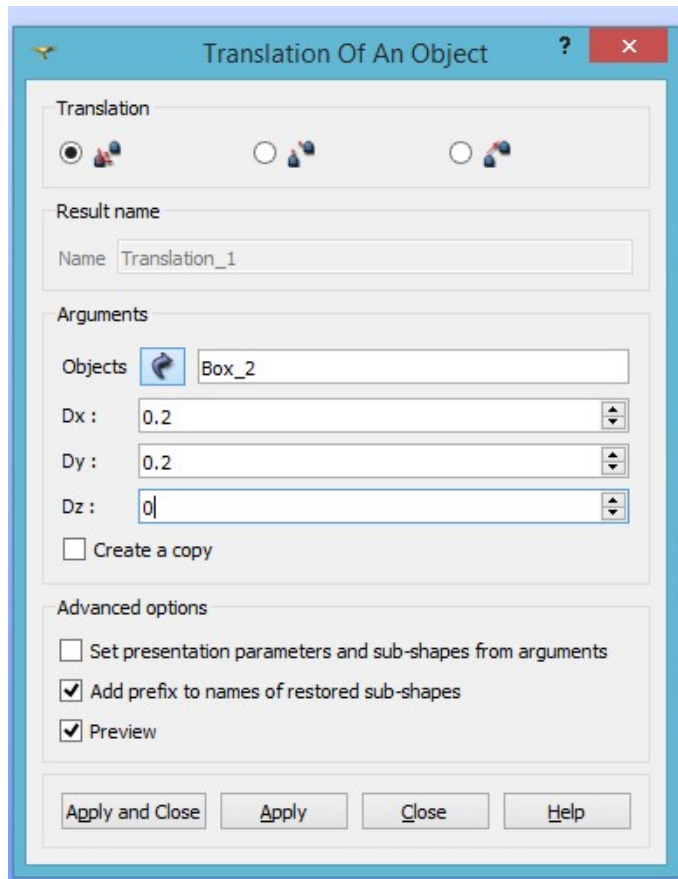 Translation Of An Object ?
Translation
Result name
Name Translation_1
Arguments
Objects Box_2
Dx : 0.2
Dy : 0.2
Dz : 0
Create a copy
Advanced options
Set presentation parameters and sub-shapes from arguments
Add prefix to names of restored sub-shapes
Preview
Apply and Close Apply Close Help